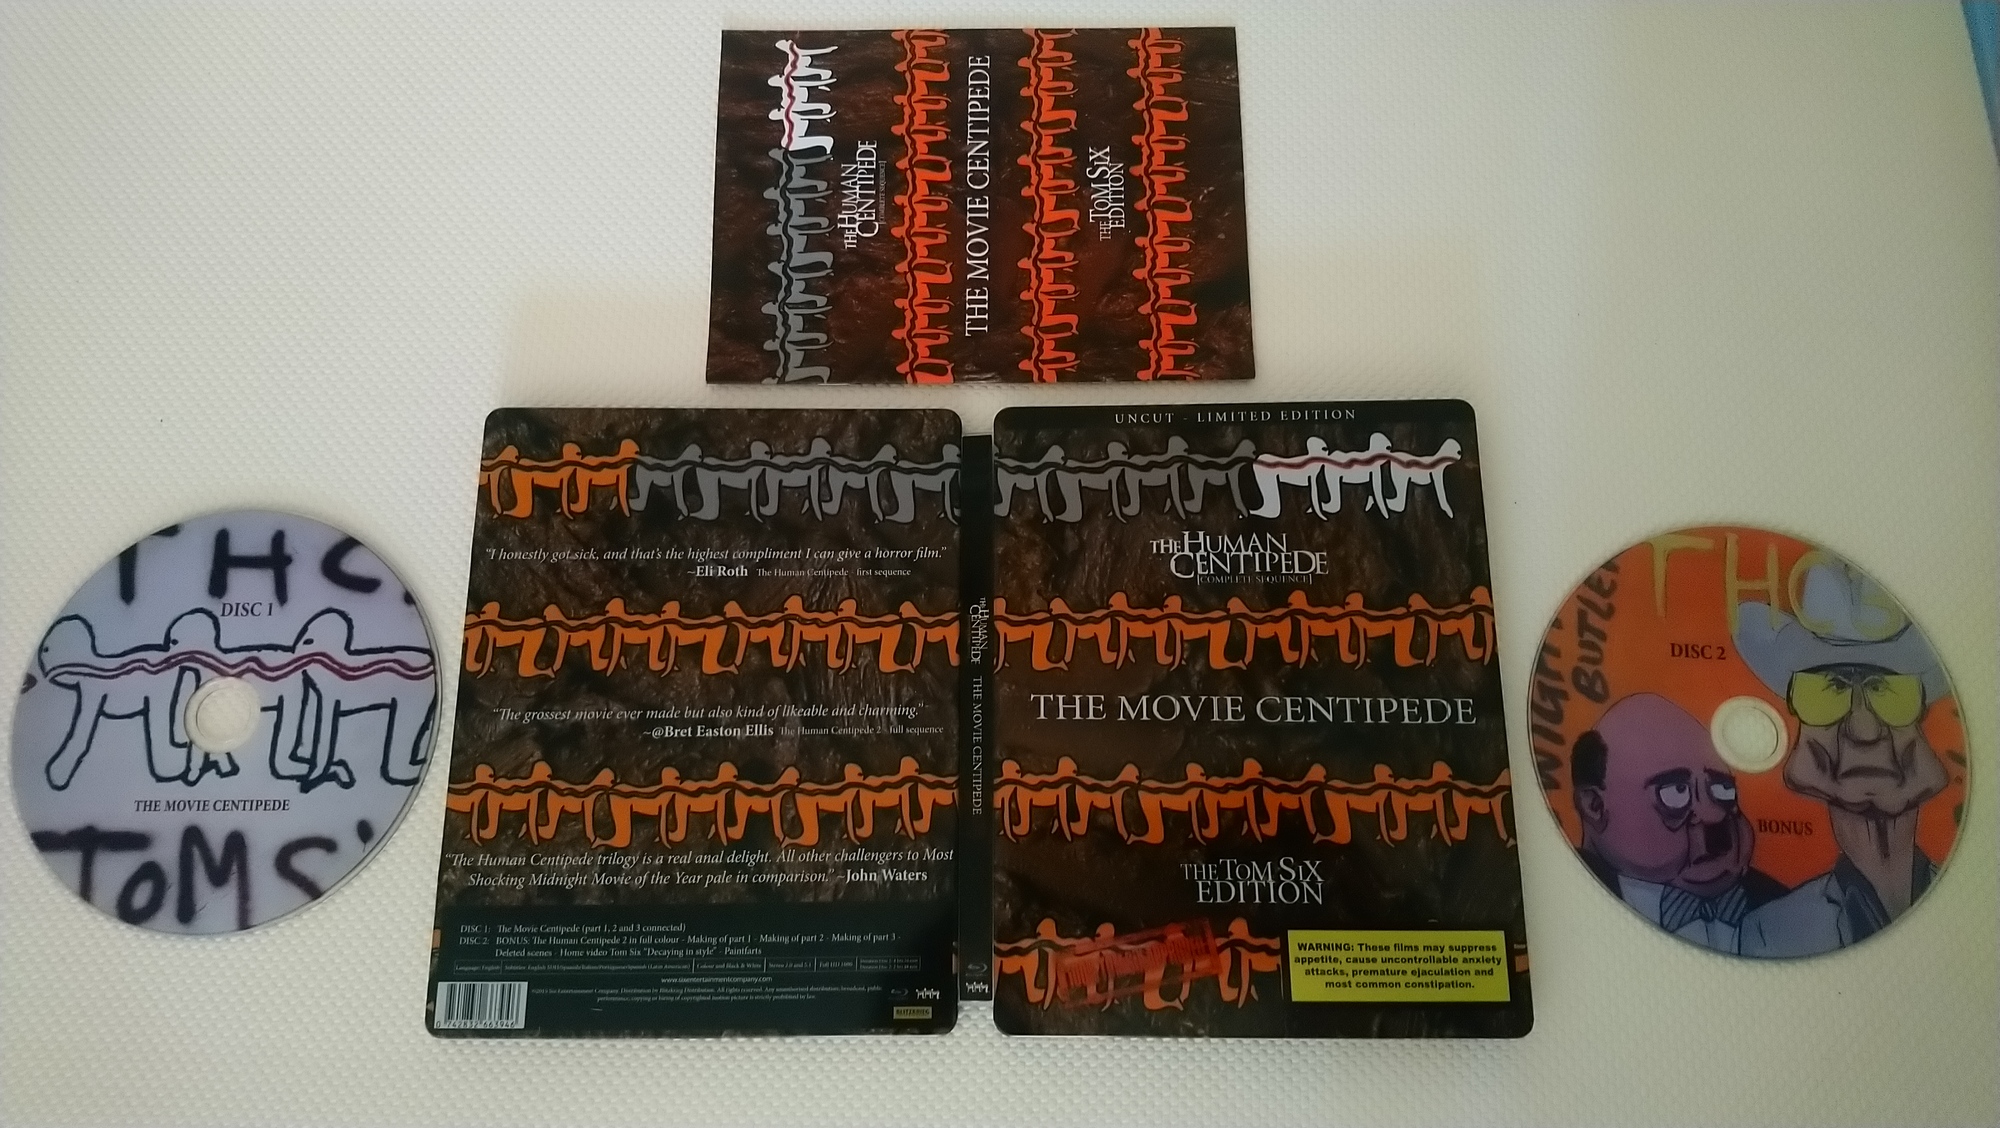 THE HUMAN
CENTIPEDE
[COMPLETE SEQUENCE]
THE MOVIE CENTIPEDE
THE TOM SIX
EDITION
"I honestly got sick, and that's the highest compliment I can give a horror film."
~Eli Roth The Human Centipede - first sequence
"The grossest movie ever made but also kind of likeable and charming."
~@Bret Easton Ellis The Human Centipede 2 - full sequence
"The Human Centipede trilogy is a real anal delight. All other challengers to Most
Shocking Midnight Movie of the Year pale in comparison." ~John Waters
DISC 1: The Movie Centipede (part 1, 2 and 3 connected)
DISC 2: BONUS: The Human Centipede 2 in full colour - Making of part 1 - Making of part 2 - Making of part 3 -
Deleted scenes - Home video Tom Six "Decaying in style" - Paintfarts
www.sixentertainmentcompany.com
0 742832 663946
THE HUMAN
CENTIPEDE
THE MOVIE CENTIPEDE
UNCUT - LIMITED EDITION
THE HUMAN
CENTIPEDE
[COMPLETE SEQUENCE]
THE MOVIE CENTIPEDE
THE TOM SIX
EDITION
WARNING: These films may suppress
appetite, cause uncontrollable anxiety
attacks, premature ejaculation and
most common constipation.
THC
DISC 1
THE MOVIE CENTIPEDE
TOM S
THC3
BUTLER
DISC 2
BONUS